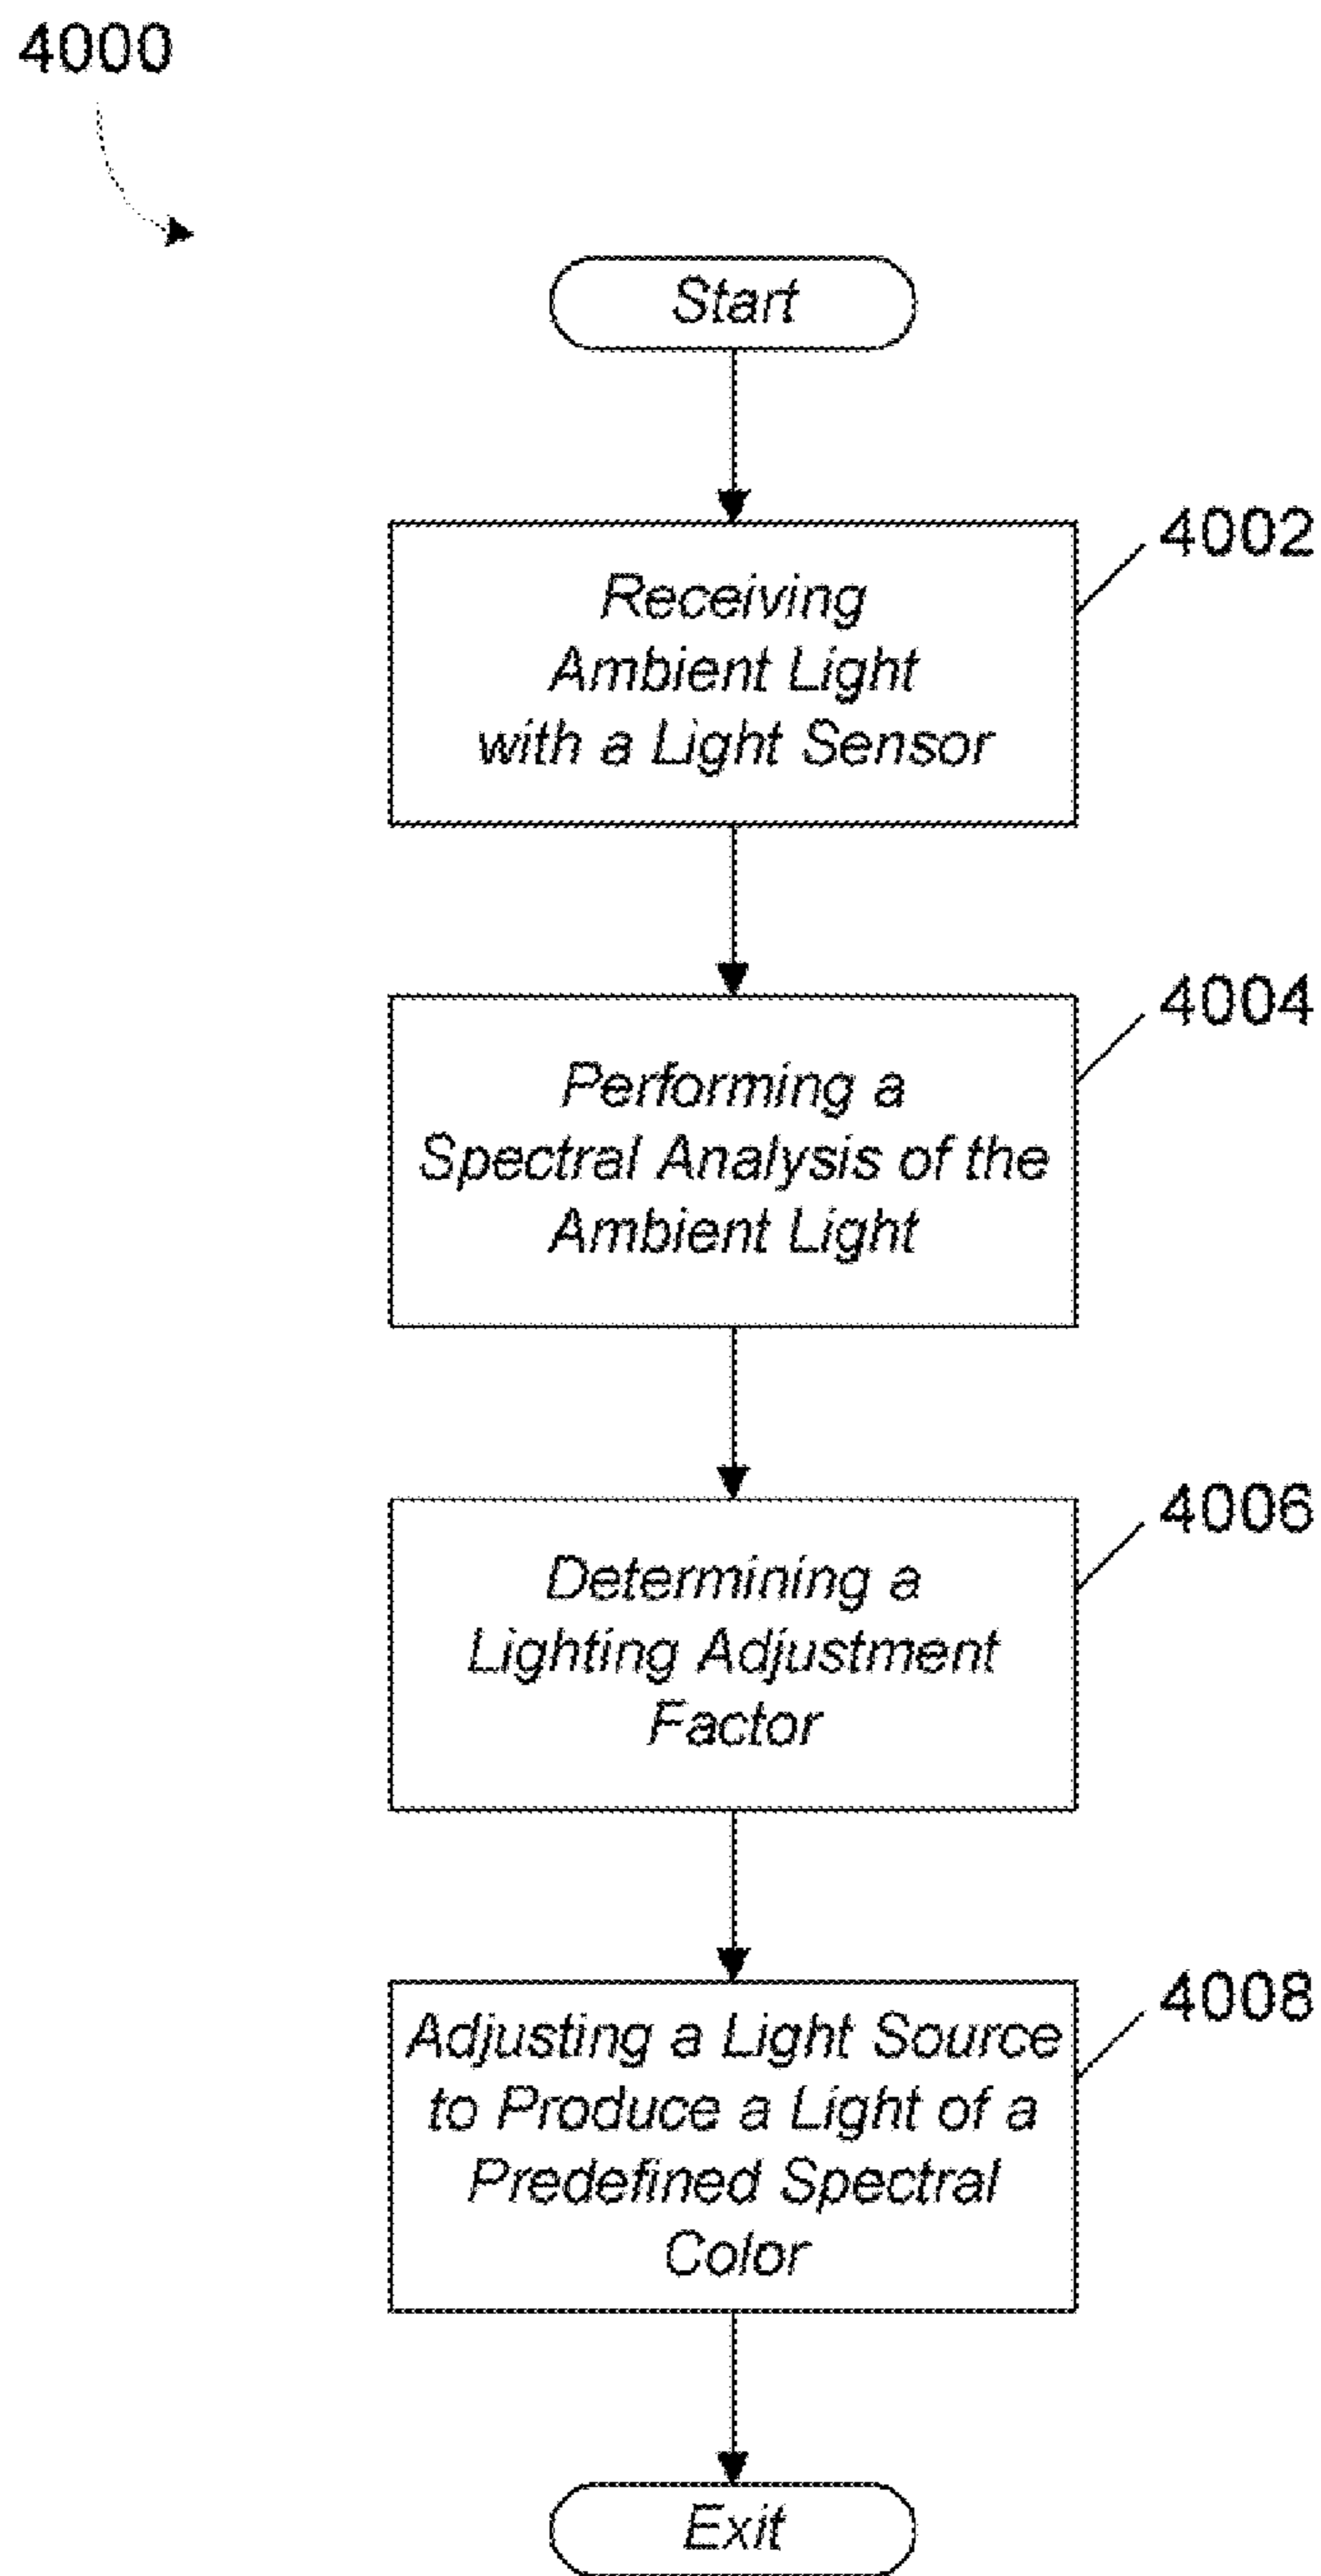 4000
Start
4002
Receiving
Ambient Light
with a Light Sensor
4004
Performing a
Spectral Analysis of the
Ambient Light
4006
Determining a
Lighting Adjustment
Factor
4008
Adjusting a Light Source
to Produce a Light of a
Predefined Spectral
Color
Exit